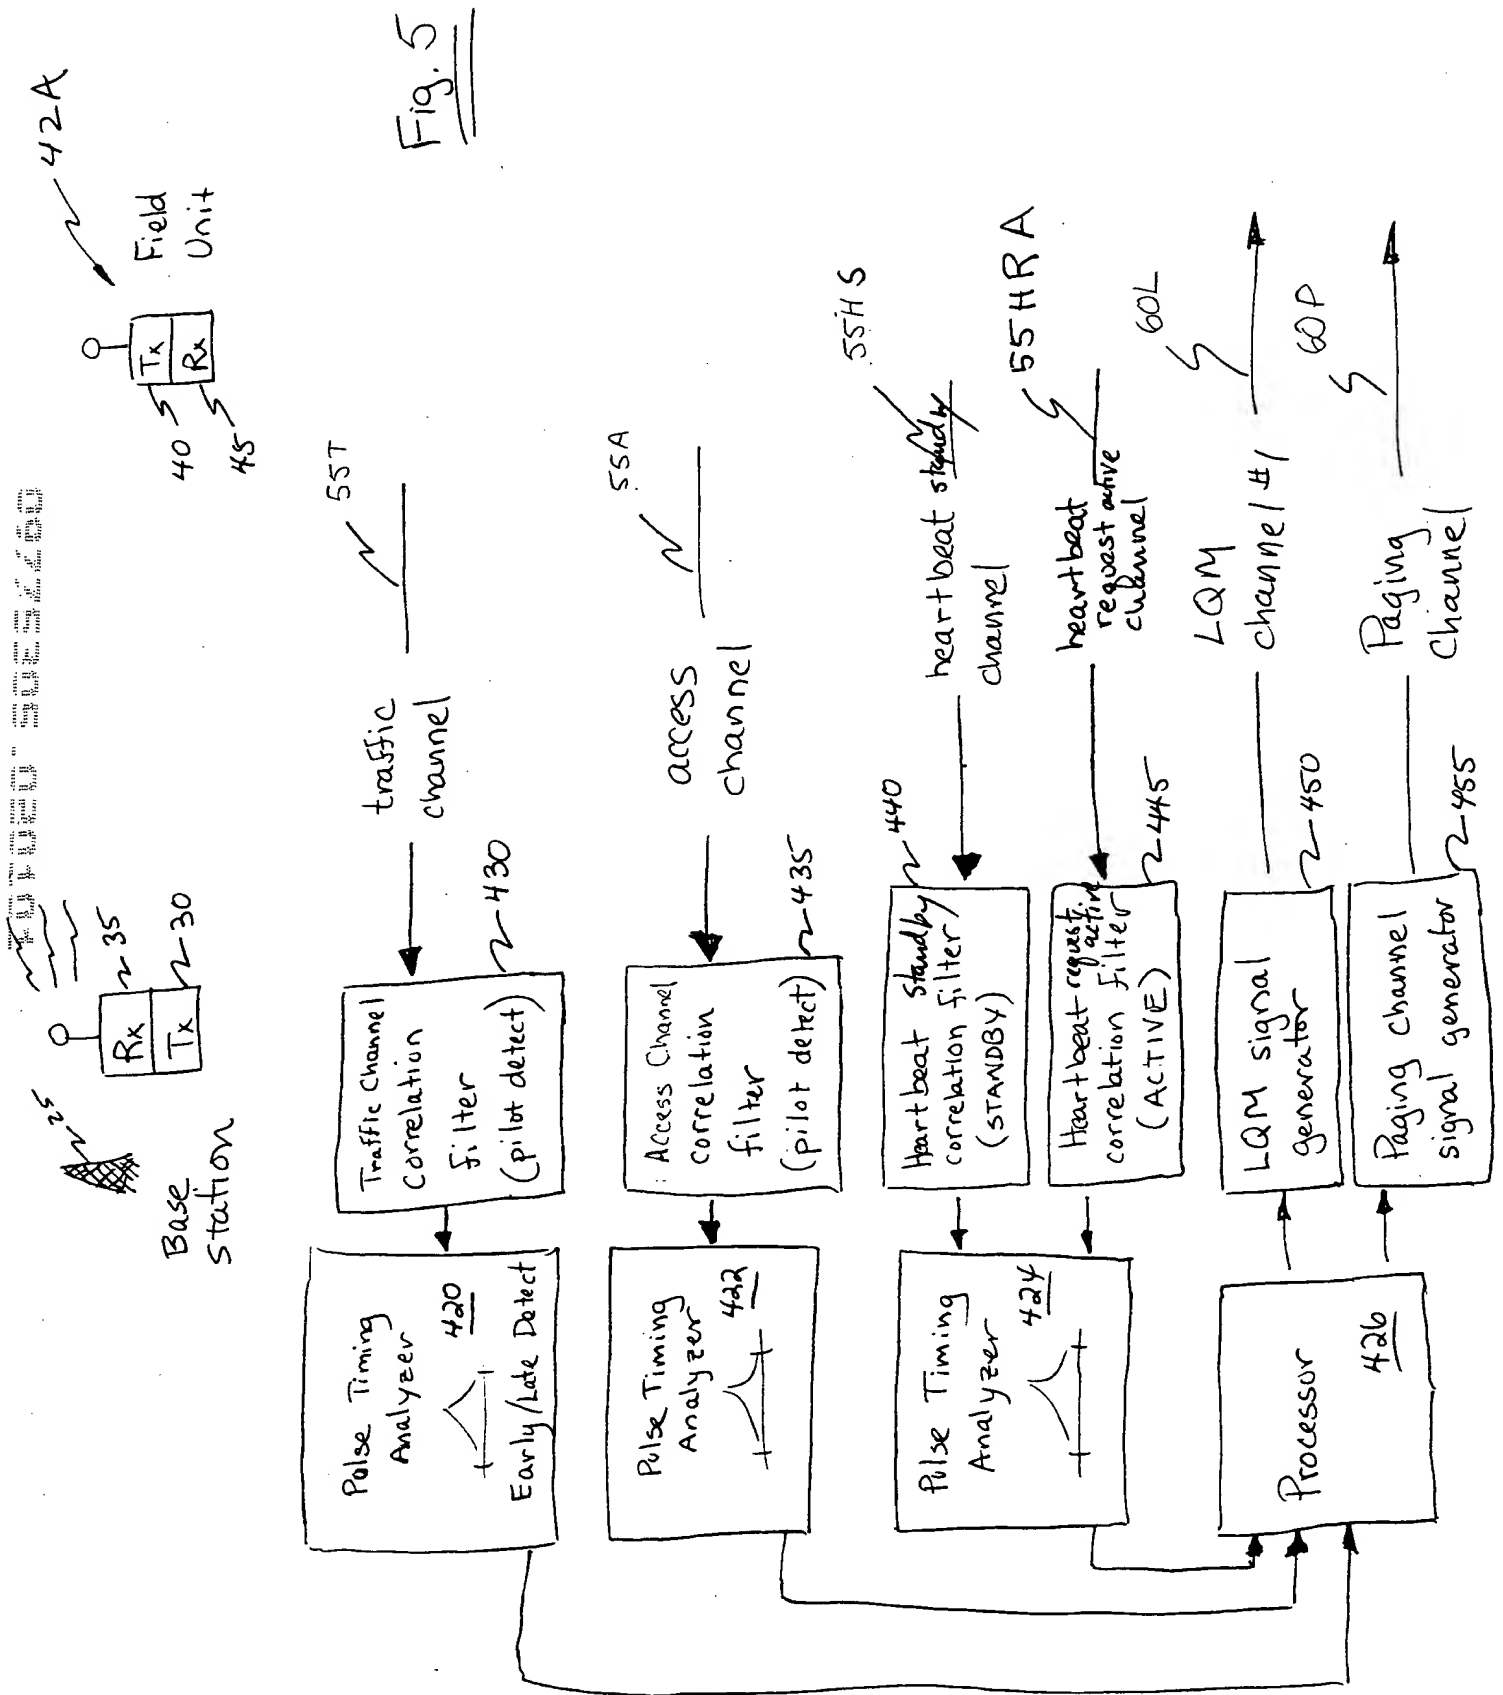 Fig. 5
25
Base
Station
Rx
Tx
35
30
Tx
Rx
40
45
Field
Unit
42A
Pulse Timing
Analyzer
420
Early/Late Detect
Traffic Channel
Correlation
filter
(pilot detect)
430
traffic
channel
55T
Pulse Timing
Analyzer
422
Access Channel
correlation
filter
(pilot detect)
435
access
channel
55A
Pulse Timing
Analyzer
424
Heartbeat Standby
correlation filter
(STANDBY)
440
heartbeat standby
channel
55HS
Heartbeat request active
correlation filter
(ACTIVE)
445
heartbeat
request active
channel
55HRA
Processor
426
LQM signal
generator
450
LQM
channel #1
60L
Paging channel
signal generator
455
Paging
Channel
60P